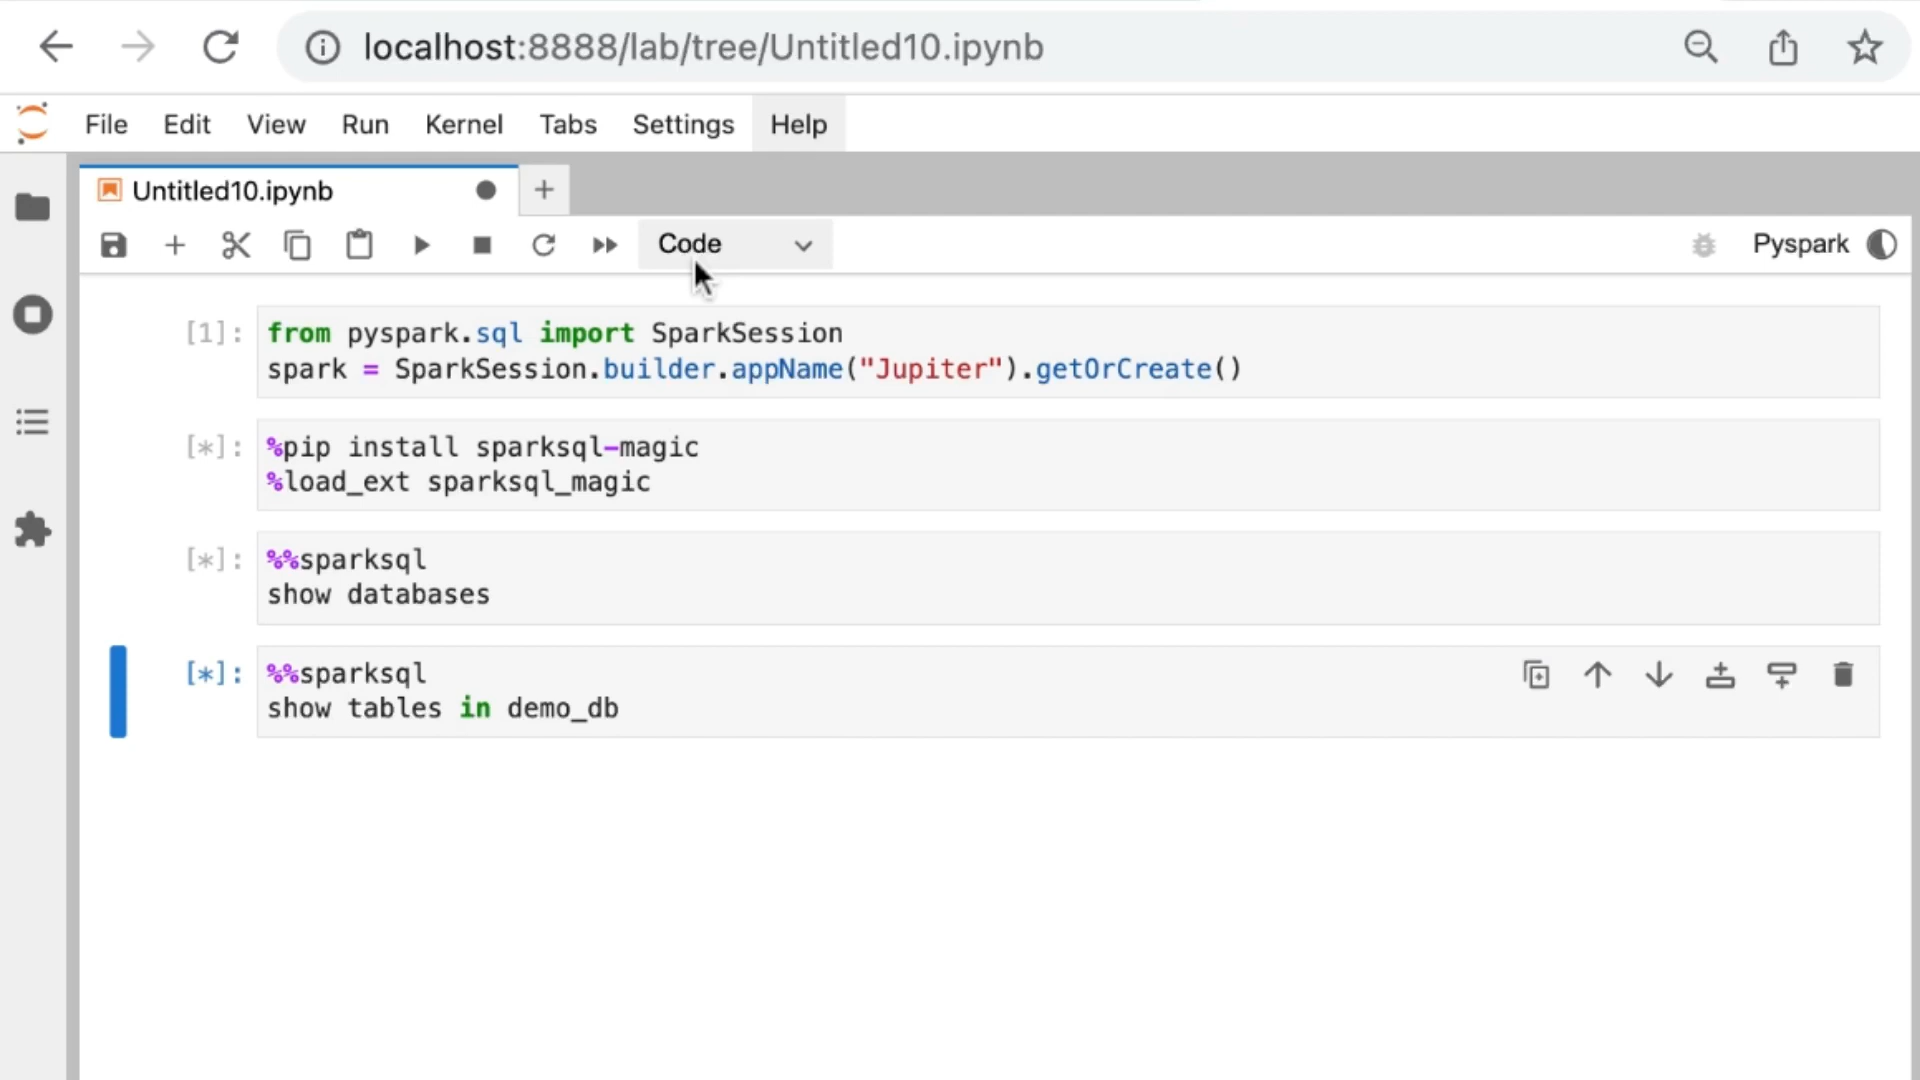 localhost:8888/lab/tree/Untitled10.ipynb
File Edit View Run Kernel Tabs Settings Help
Untitled10.ipynb
Code
Pyspark
[1]: from pyspark.sql import SparkSession
spark = SparkSession.builder.appName("Jupiter").getOrCreate()
[*]: %pip install sparksql-magic
%load_ext sparksql_magic
[*]: %%sparksql
show databases
[*]: %%sparksql
show tables in demo_db